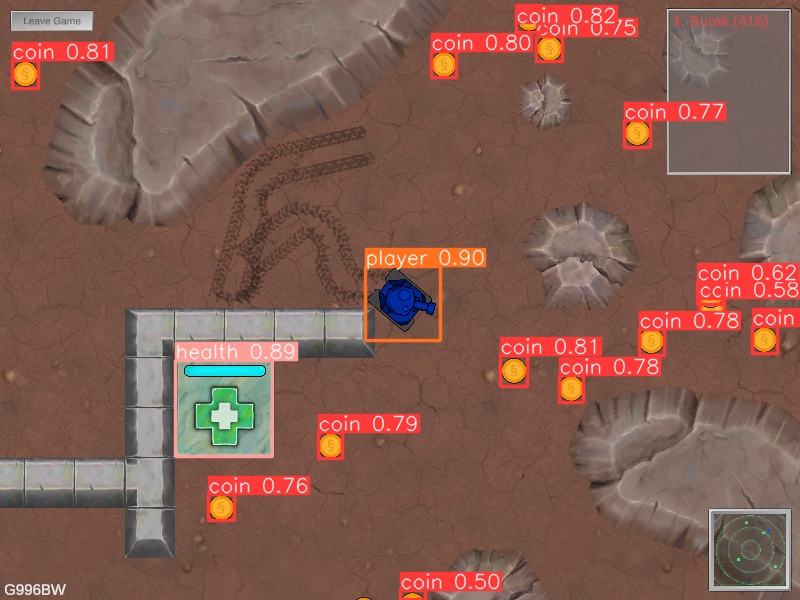 Leave Game
coin 0.82
coin 0.75
1. Burak (415)
coin 0.80
coin 0.81
coin 0.77
player 0.90
coin 0.62
coin 0.58
coin 0.78
coin
health 0.89
coin 0.81
coin 0.78
coin 0.79
coin 0.76
coin 0.50
G996BW